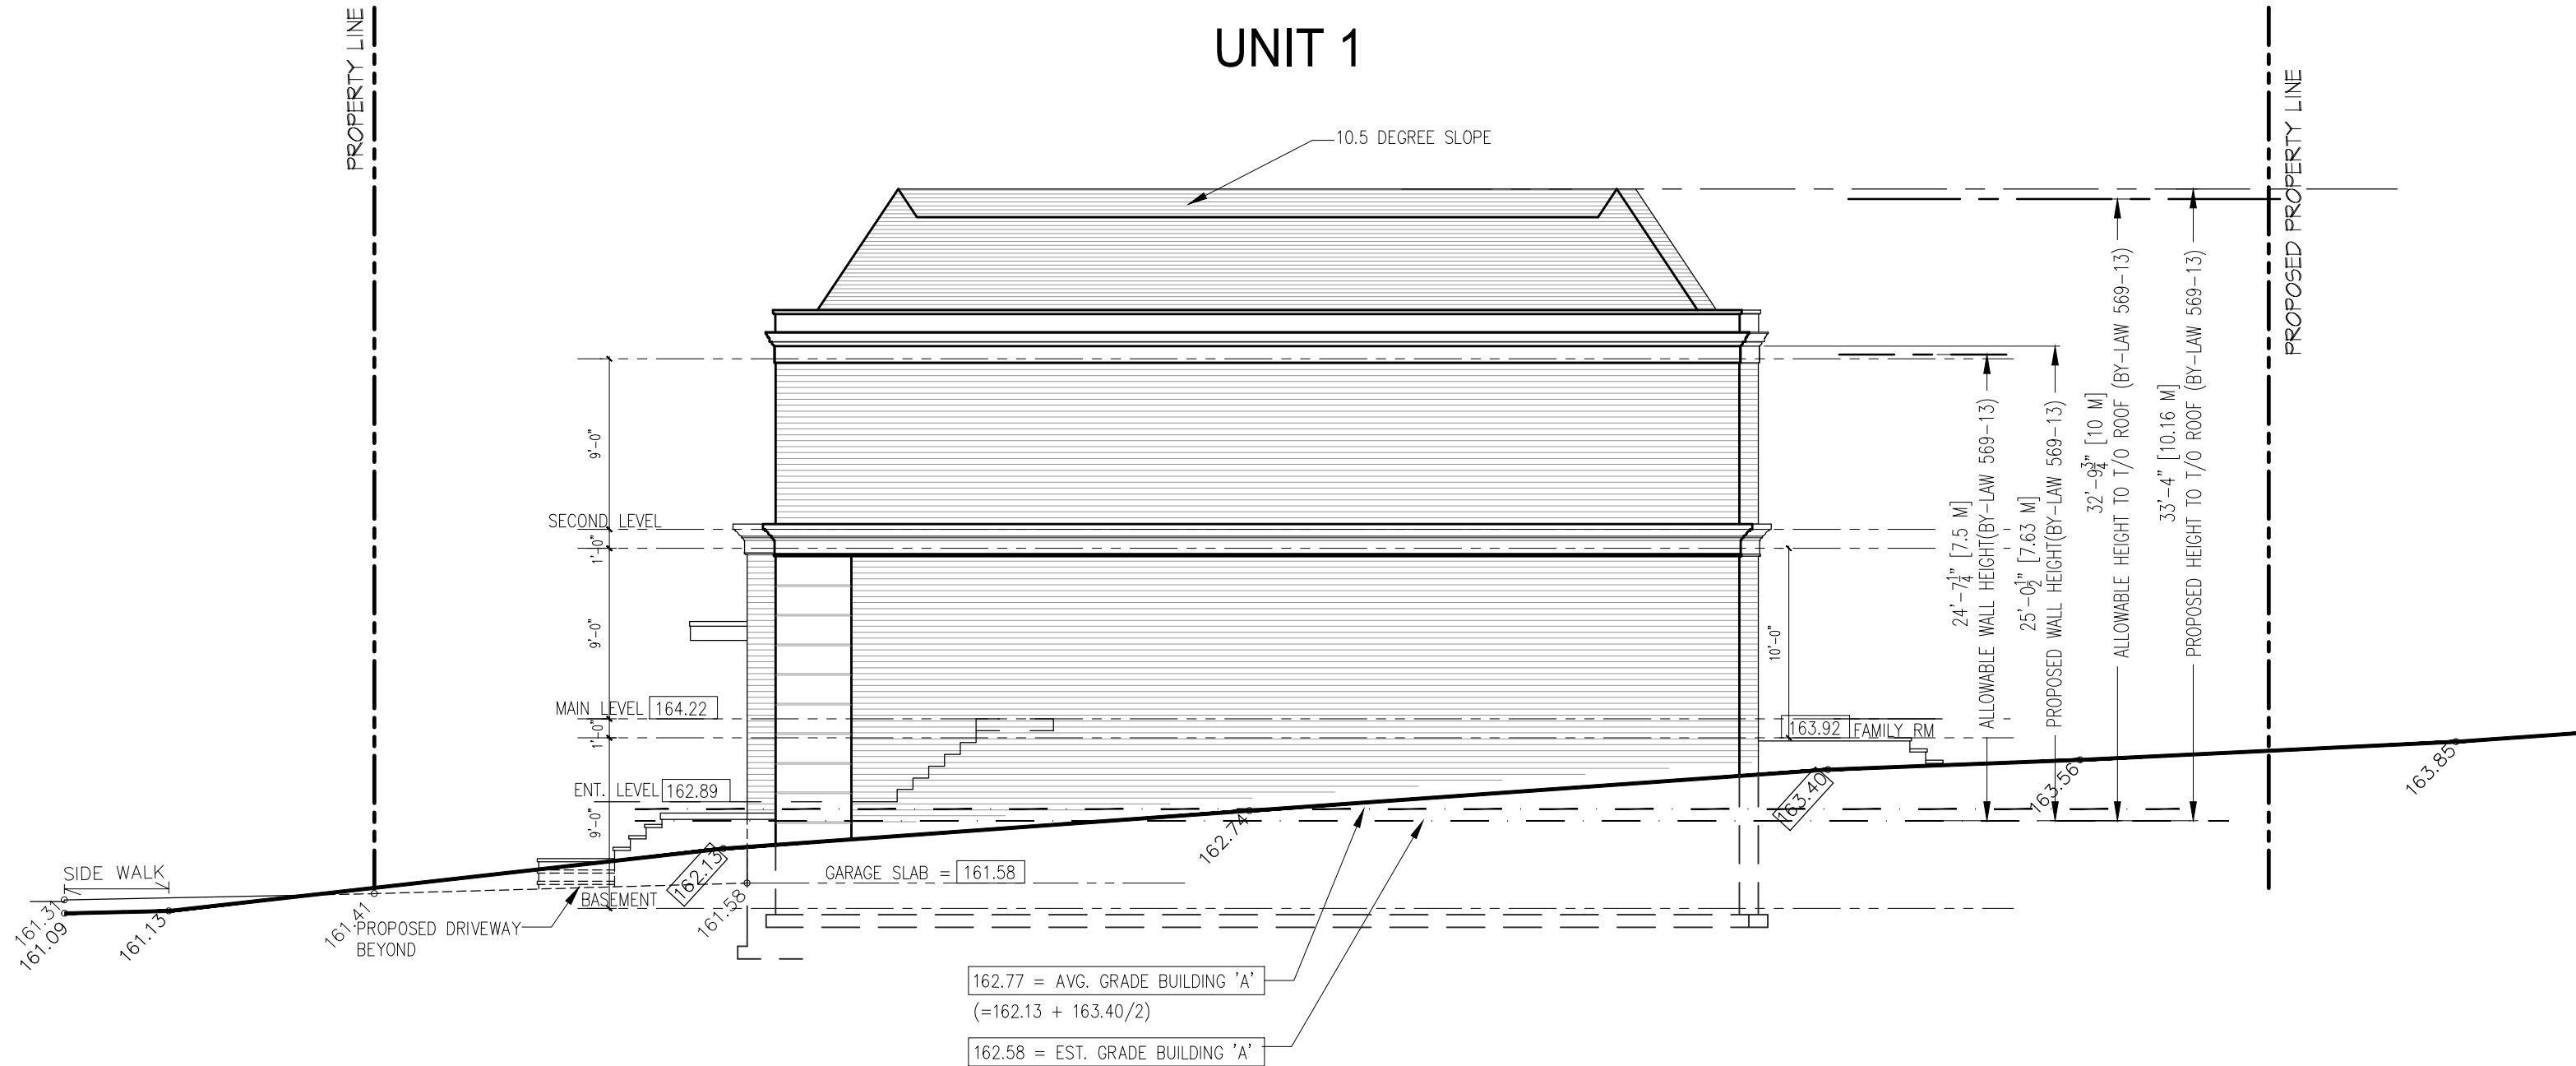 UNIT 1
PROPERTY LINE
PROPOSED PROPERTY LINE
10.5 DEGREE SLOPE
9'-0"
SECOND LEVEL
1'-0"
9'-0"
MAIN LEVEL 164.22
1'-0"
ENT. LEVEL 162.89
9'-0"
BASEMENT
SIDE WALK
161.31
161.09
161.13
161.41
PROPOSED DRIVEWAY
BEYOND
162.13
161.58
GARAGE SLAB = 161.58
162.74
10'-0"
163.92 FAMILY RM
163.40
163.56
163.85
24'-7 1/4" [7.5 M]
ALLOWABLE WALL HEIGHT(BY-LAW 569-13)
25'-0 1/2" [7.63 M]
PROPOSED WALL HEIGHT(BY-LAW 569-13)
32'-9 3/4" [10 M]
ALLOWABLE HEIGHT TO T/O ROOF (BY-LAW 569-13)
33'-4" [10.16 M]
PROPOSED HEIGHT TO T/O ROOF (BY-LAW 569-13)
162.77 = AVG. GRADE BUILDING 'A'
(=162.13 + 163.40/2)
162.58 = EST. GRADE BUILDING 'A'